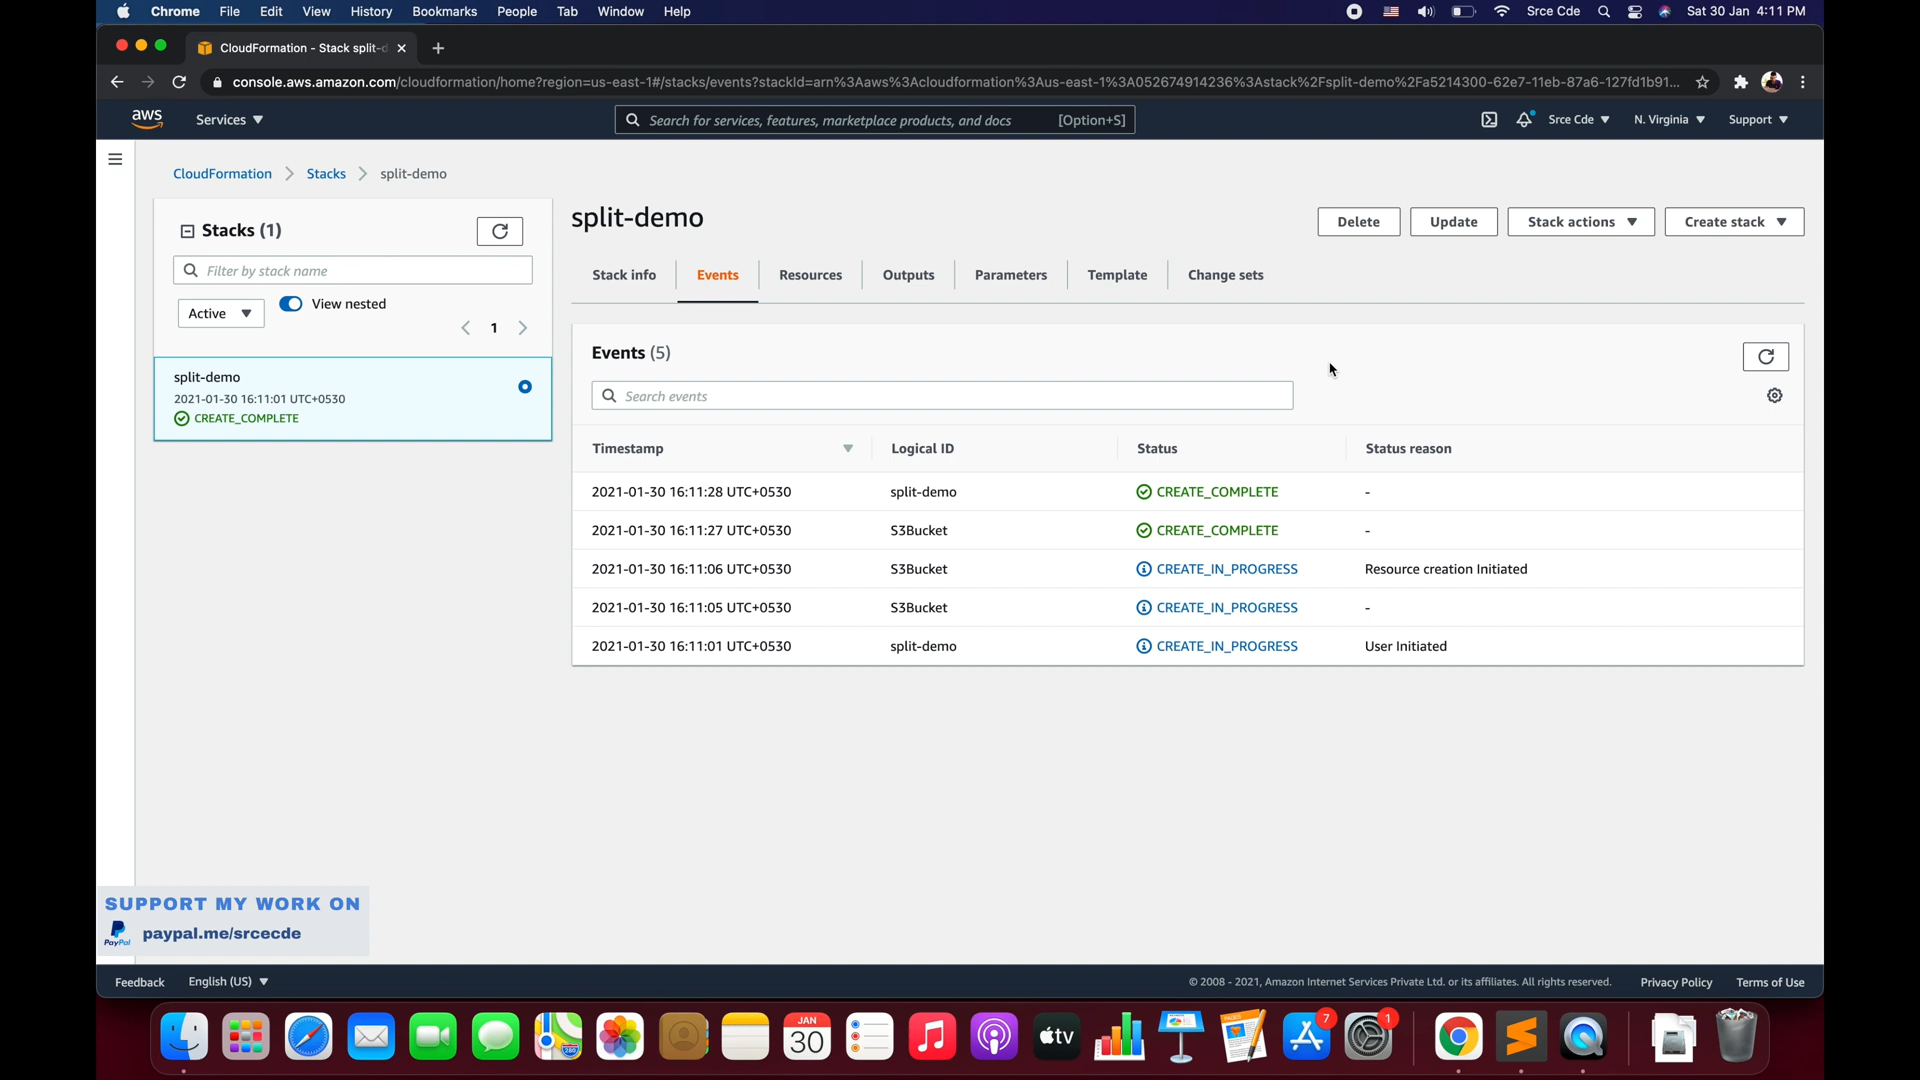 Chrome File Edit View History Bookmarks People Tab Window Help Srce Cde Sat 30 Jan 4:11 PM
CloudFormation - Stack split-d
console.aws.amazon.com/cloudformation/home?region=us-east-1#/stacks/events?stackId=arn%3Aaws%3Acloudformation%3Aus-east-1%3A052674914236%3Astack%2Fsplit-demo%2Fa5214300-62e7-11eb-87a6-127fd1b91...
aws Services Search for services, features, marketplace products, and docs [Option+S] Srce Cde N. Virginia Support
CloudFormation Stacks split-demo
Stacks (1)
Filter by stack name
Active View nested
1
split-demo
2021-01-30 16:11:01 UTC+0530
CREATE_COMPLETE
split-demo
Delete Update Stack actions Create stack
Stack info Events Resources Outputs Parameters Template Change sets
Events (5)
Search events
Timestamp Logical ID Status Status reason
2021-01-30 16:11:28 UTC+0530 split-demo CREATE_COMPLETE -
2021-01-30 16:11:27 UTC+0530 S3Bucket CREATE_COMPLETE -
2021-01-30 16:11:06 UTC+0530 S3Bucket CREATE_IN_PROGRESS Resource creation Initiated
2021-01-30 16:11:05 UTC+0530 S3Bucket CREATE_IN_PROGRESS -
2021-01-30 16:11:01 UTC+0530 split-demo CREATE_IN_PROGRESS User Initiated
SUPPORT MY WORK ON
PayPal paypal.me/srcecde
Feedback English (US) © 2008 - 2021, Amazon Internet Services Private Ltd. or its affiliates. All rights reserved. Privacy Policy Terms of Use
280 JAN 30 tv 7 1